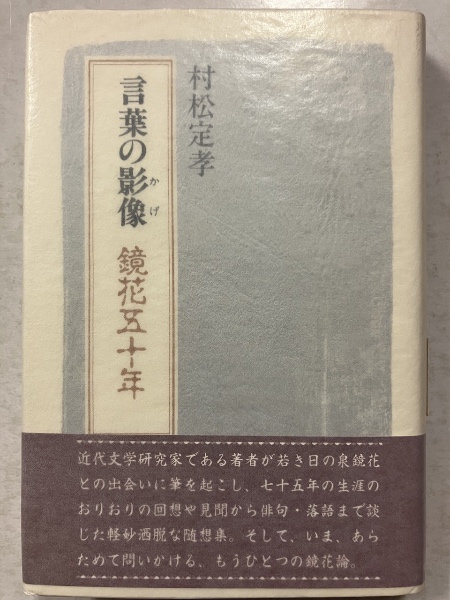 村松定孝
言葉の影像
かげ
鏡花五十年
近代文学研究家である著者が若き日の泉鏡花
との出会いに筆を起こし、七十五年の生涯の
おりおりの回想や見聞から俳句・落語まで談
じた軽妙洒脱な随想集。そして、いま、あら
ためて問いかける、もうひとつの鏡花論。